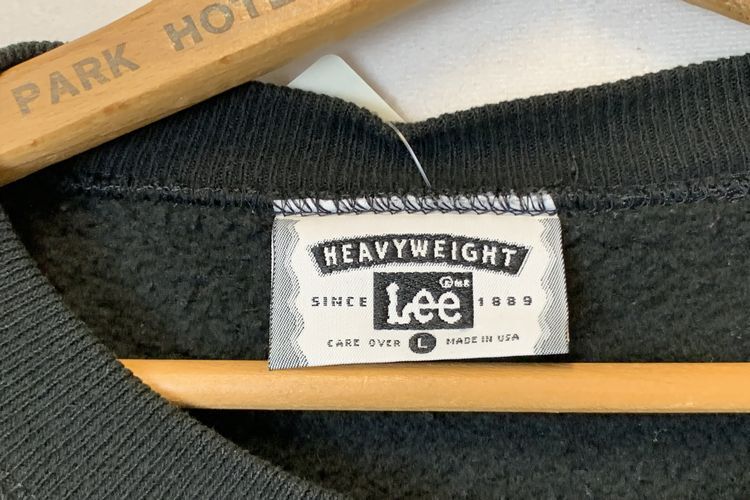 PARK HOTE
HEAVYWEIGHT
SINCE Lee 1889
CARE OVER L MADE IN USA